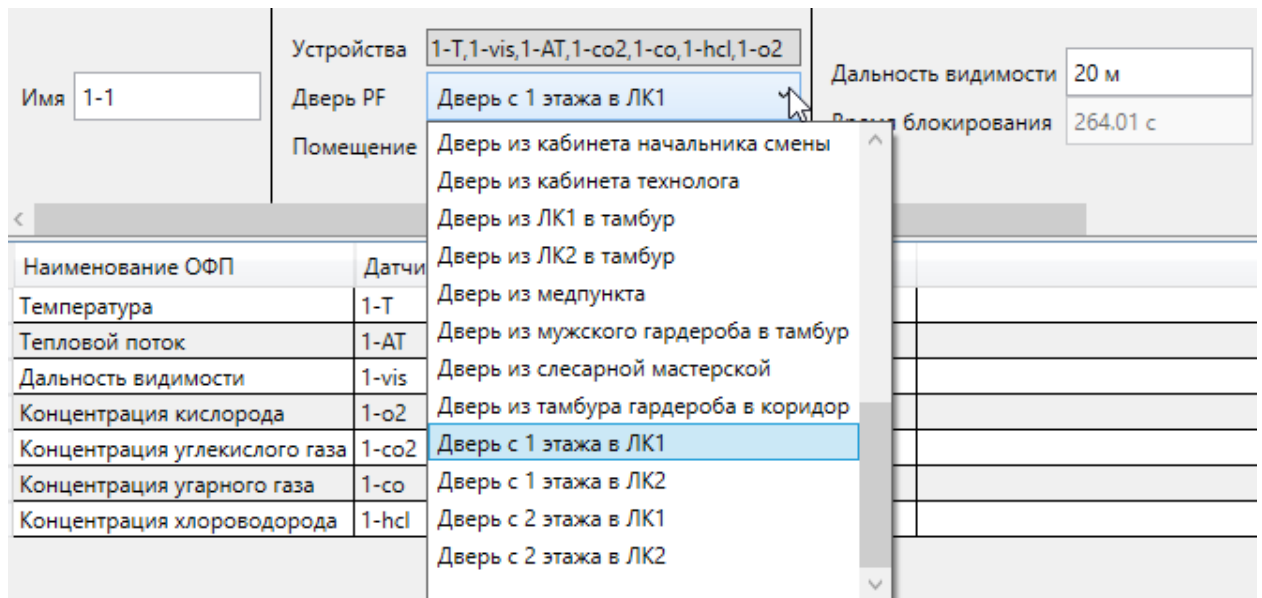 Имя 1-1
Устройства 1-T,1-vis,1-AT,1-co2,1-co,1-hcl,1-o2
Дверь PF Дверь с 1 этажа в ЛК1
Помещение
Дальность видимости 20 м
блокирования 264.01 с
Дверь из кабинета начальника смены
Дверь из кабинета технолога
Дверь из ЛК1 в тамбур
Дверь из ЛК2 в тамбур
Дверь из медпункта
Дверь из мужского гардероба в тамбур
Дверь из слесарной мастерской
Дверь из тамбура гардероба в коридор
Дверь с 1 этажа в ЛК1
Дверь с 1 этажа в ЛК2
Дверь с 2 этажа в ЛК1
Дверь с 2 этажа в ЛК2
Наименование ОФП Датчи
Температура 1-T
Тепловой поток 1-AT
Дальность видимости 1-vis
Концентрация кислорода 1-o2
Концентрация углекислого газа 1-co2
Концентрация угарного газа 1-co
Концентрация хлороводорода 1-hcl